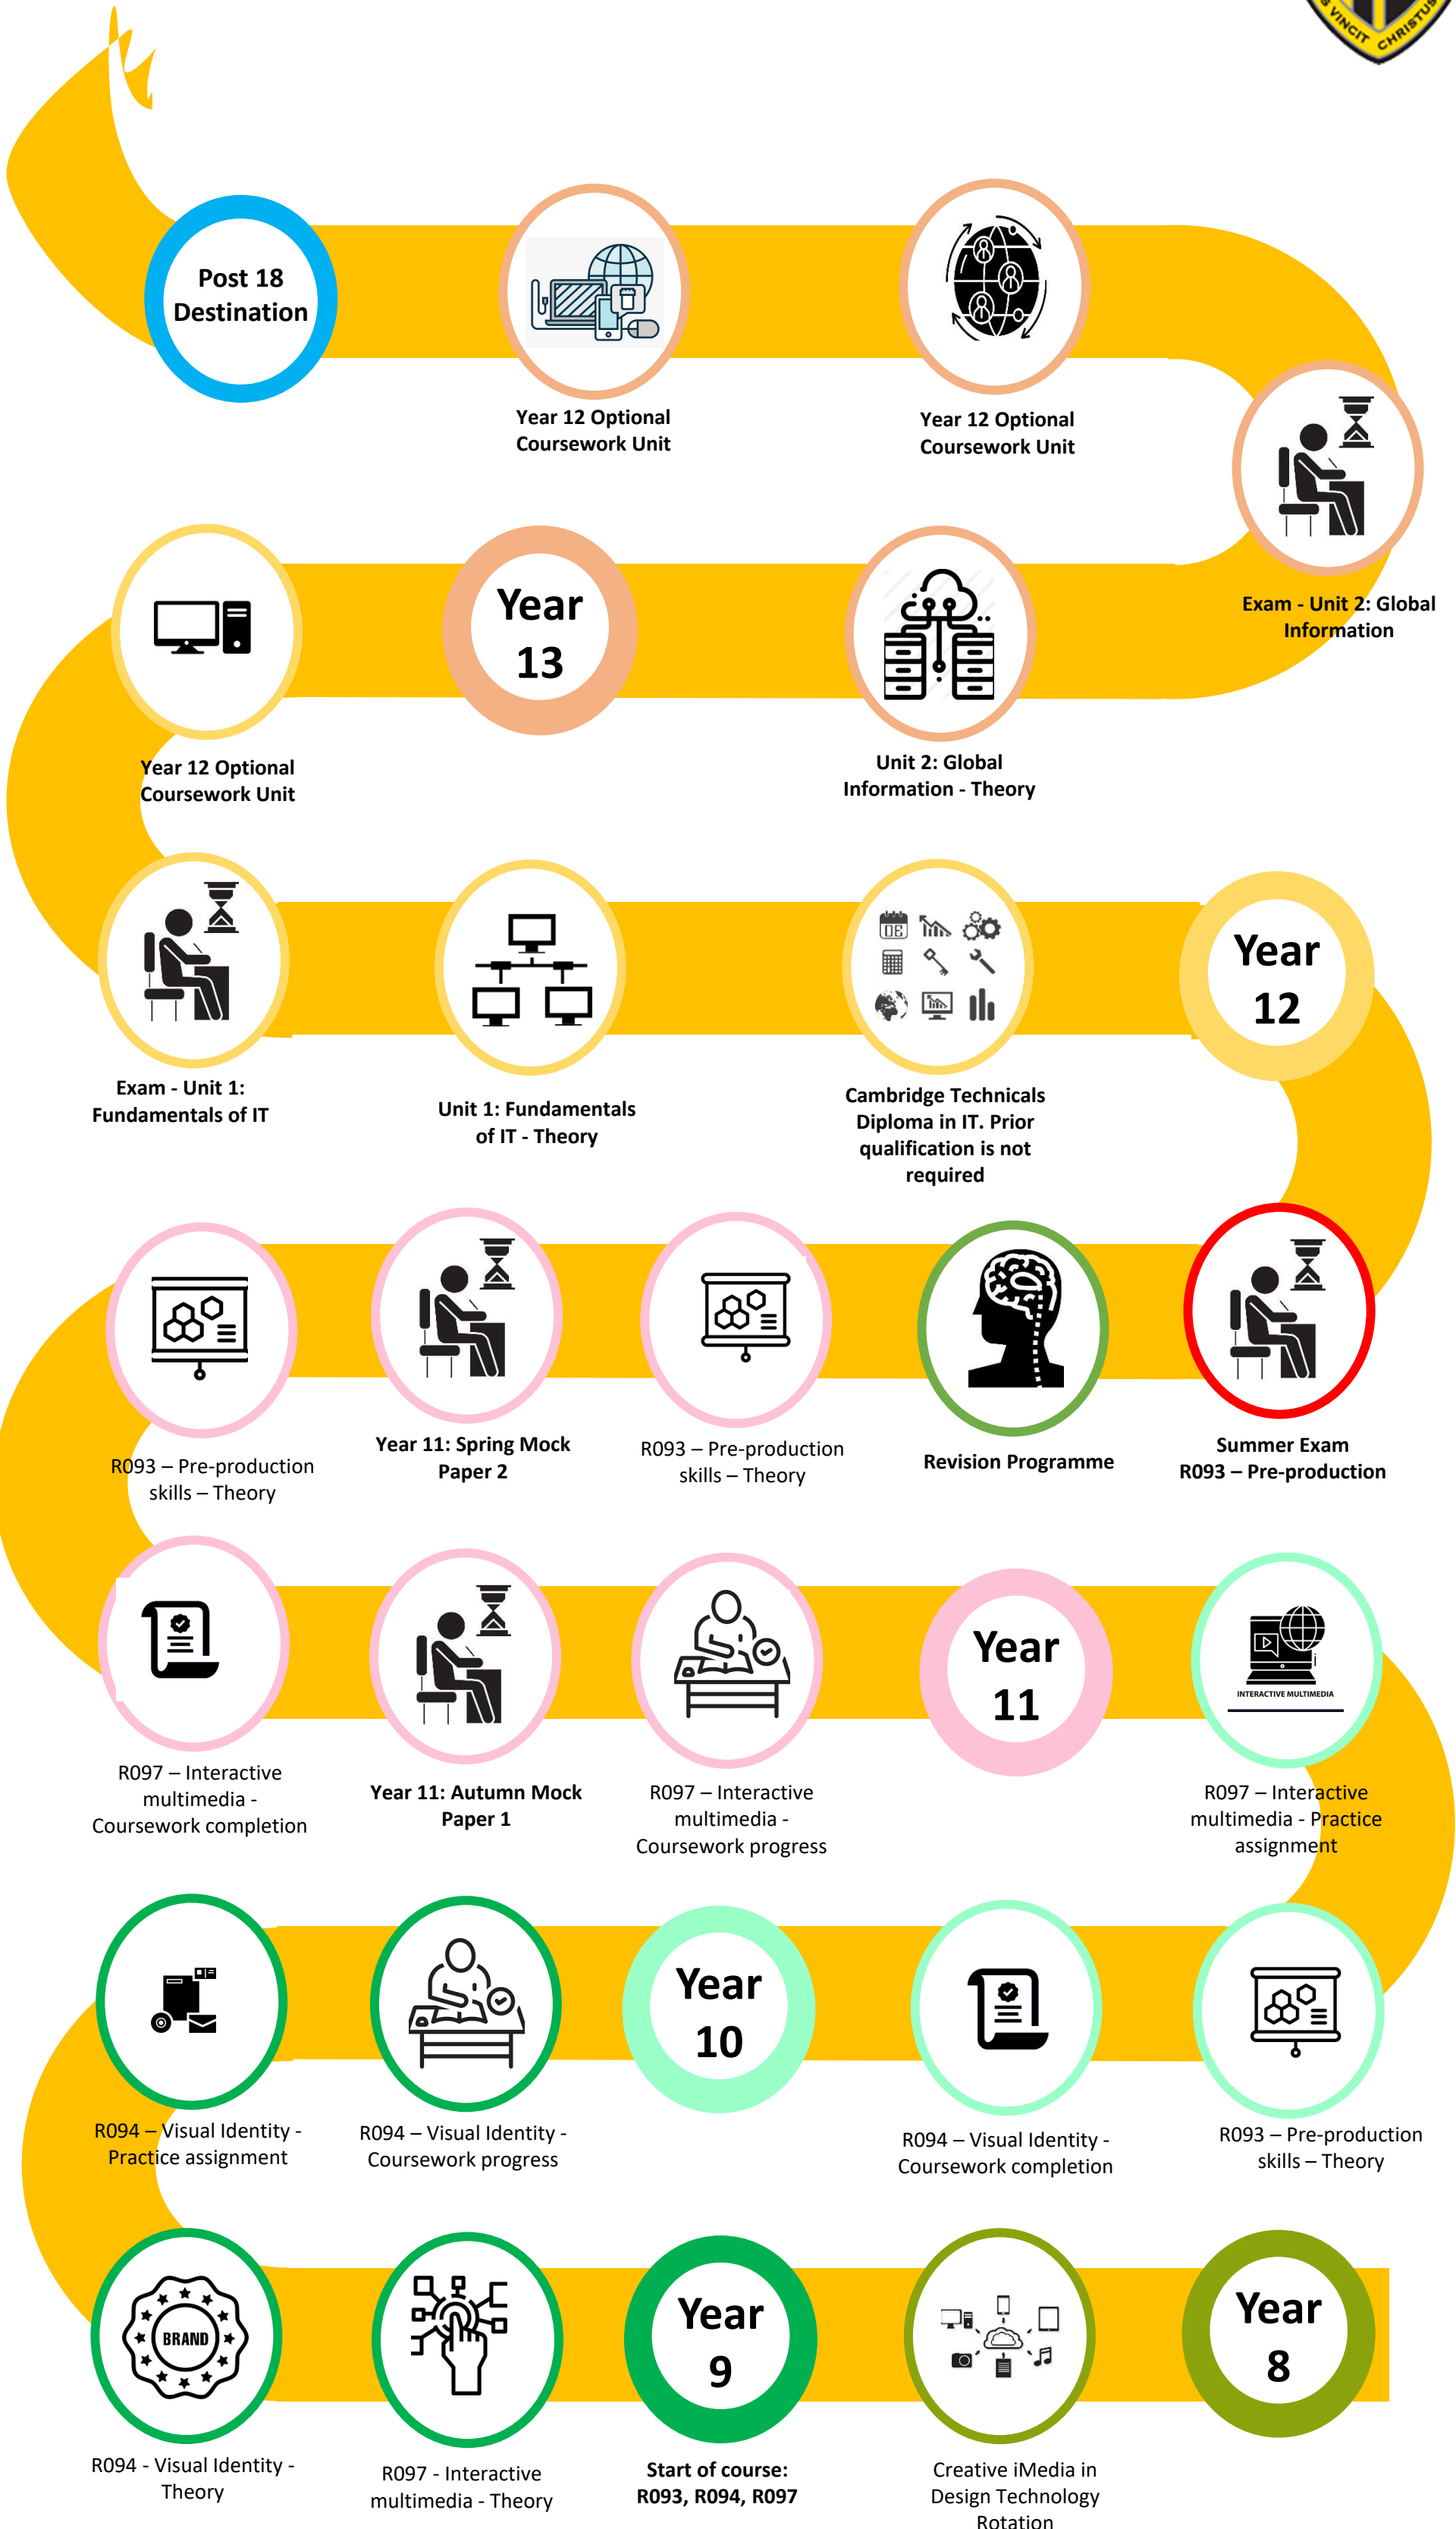 S VINCIT CHRISTUS
Post 18
Destination
Year 12 Optional
Coursework Unit
Year 12 Optional
Coursework Unit
Exam - Unit 2: Global
Information
Year 12 Optional
Coursework Unit
Year
13
Unit 2: Global
Information - Theory
Exam - Unit 1:
Fundamentals of IT
Unit 1: Fundamentals
of IT - Theory
Cambridge Technicals
Diploma in IT. Prior
qualification is not
required
Year
12
R093 – Pre-production
skills – Theory
Year 11: Spring Mock
Paper 2
R093 – Pre-production
skills – Theory
Revision Programme
Summer Exam
R093 – Pre-production
R097 – Interactive
multimedia -
Coursework completion
Year 11: Autumn Mock
Paper 1
R097 – Interactive
multimedia -
Coursework progress
Year
11
INTERACTIVE MULTIMEDIA
R097 – Interactive
multimedia - Practice
assignment
R094 – Visual Identity -
Practice assignment
R094 – Visual Identity -
Coursework progress
Year
10
R094 – Visual Identity -
Coursework completion
R093 – Pre-production
skills – Theory
BRAND
R094 - Visual Identity -
Theory
R097 - Interactive
multimedia - Theory
Year
9
Start of course:
R093, R094, R097
Creative iMedia in
Design Technology
Rotation
Year
8